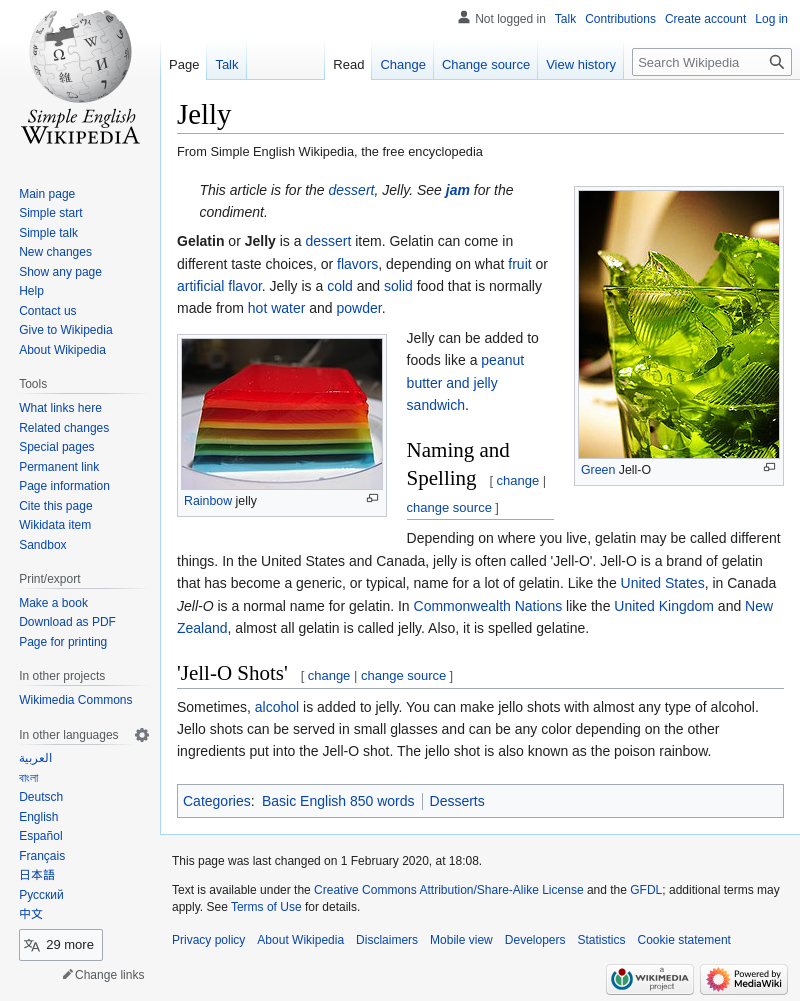 Not logged in Talk Contributions Create account Log in
Page Talk Read Change Change source View history Search Wikipedia
Simple English
WIKIPEDIA
Main page
Simple start
Simple talk
New changes
Show any page
Help
Contact us
Give to Wikipedia
About Wikipedia
Tools
What links here
Related changes
Special pages
Permanent link
Page information
Cite this page
Wikidata item
Sandbox
Print/export
Make a book
Download as PDF
Page for printing
In other projects
Wikimedia Commons
In other languages
العربية
বাংলা
Deutsch
English
Español
Français
日本語
Русский
中文
29 more
Change links
Jelly
From Simple English Wikipedia, the free encyclopedia
This article is for the dessert, Jelly. See jam for the
condiment.
Gelatin or Jelly is a dessert item. Gelatin can come in
different taste choices, or flavors, depending on what fruit or
artificial flavor. Jelly is a cold and solid food that is normally
made from hot water and powder.
Green Jell-O
Rainbow jelly
Jelly can be added to
foods like a peanut
butter and jelly
sandwich.
Naming and
Spelling [ change |
change source ]
Depending on where you live, gelatin may be called different
things. In the United States and Canada, jelly is often called 'Jell-O'. Jell-O is a brand of gelatin
that has become a generic, or typical, name for a lot of gelatin. Like the United States, in Canada
Jell-O is a normal name for gelatin. In Commonwealth Nations like the United Kingdom and New
Zealand, almost all gelatin is called jelly. Also, it is spelled gelatine.
'Jell-O Shots' [ change | change source ]
Sometimes, alcohol is added to jelly. You can make jello shots with almost any type of alcohol.
Jello shots can be served in small glasses and can be any color depending on the other
ingredients put into the Jell-O shot. The jello shot is also known as the poison rainbow.
Categories: Basic English 850 words | Desserts
This page was last changed on 1 February 2020, at 18:08.
Text is available under the Creative Commons Attribution/Share-Alike License and the GFDL; additional terms may
apply. See Terms of Use for details.
Privacy policy About Wikipedia Disclaimers Mobile view Developers Statistics Cookie statement
a
WIKIMEDIA
project
Powered by
MediaWiki